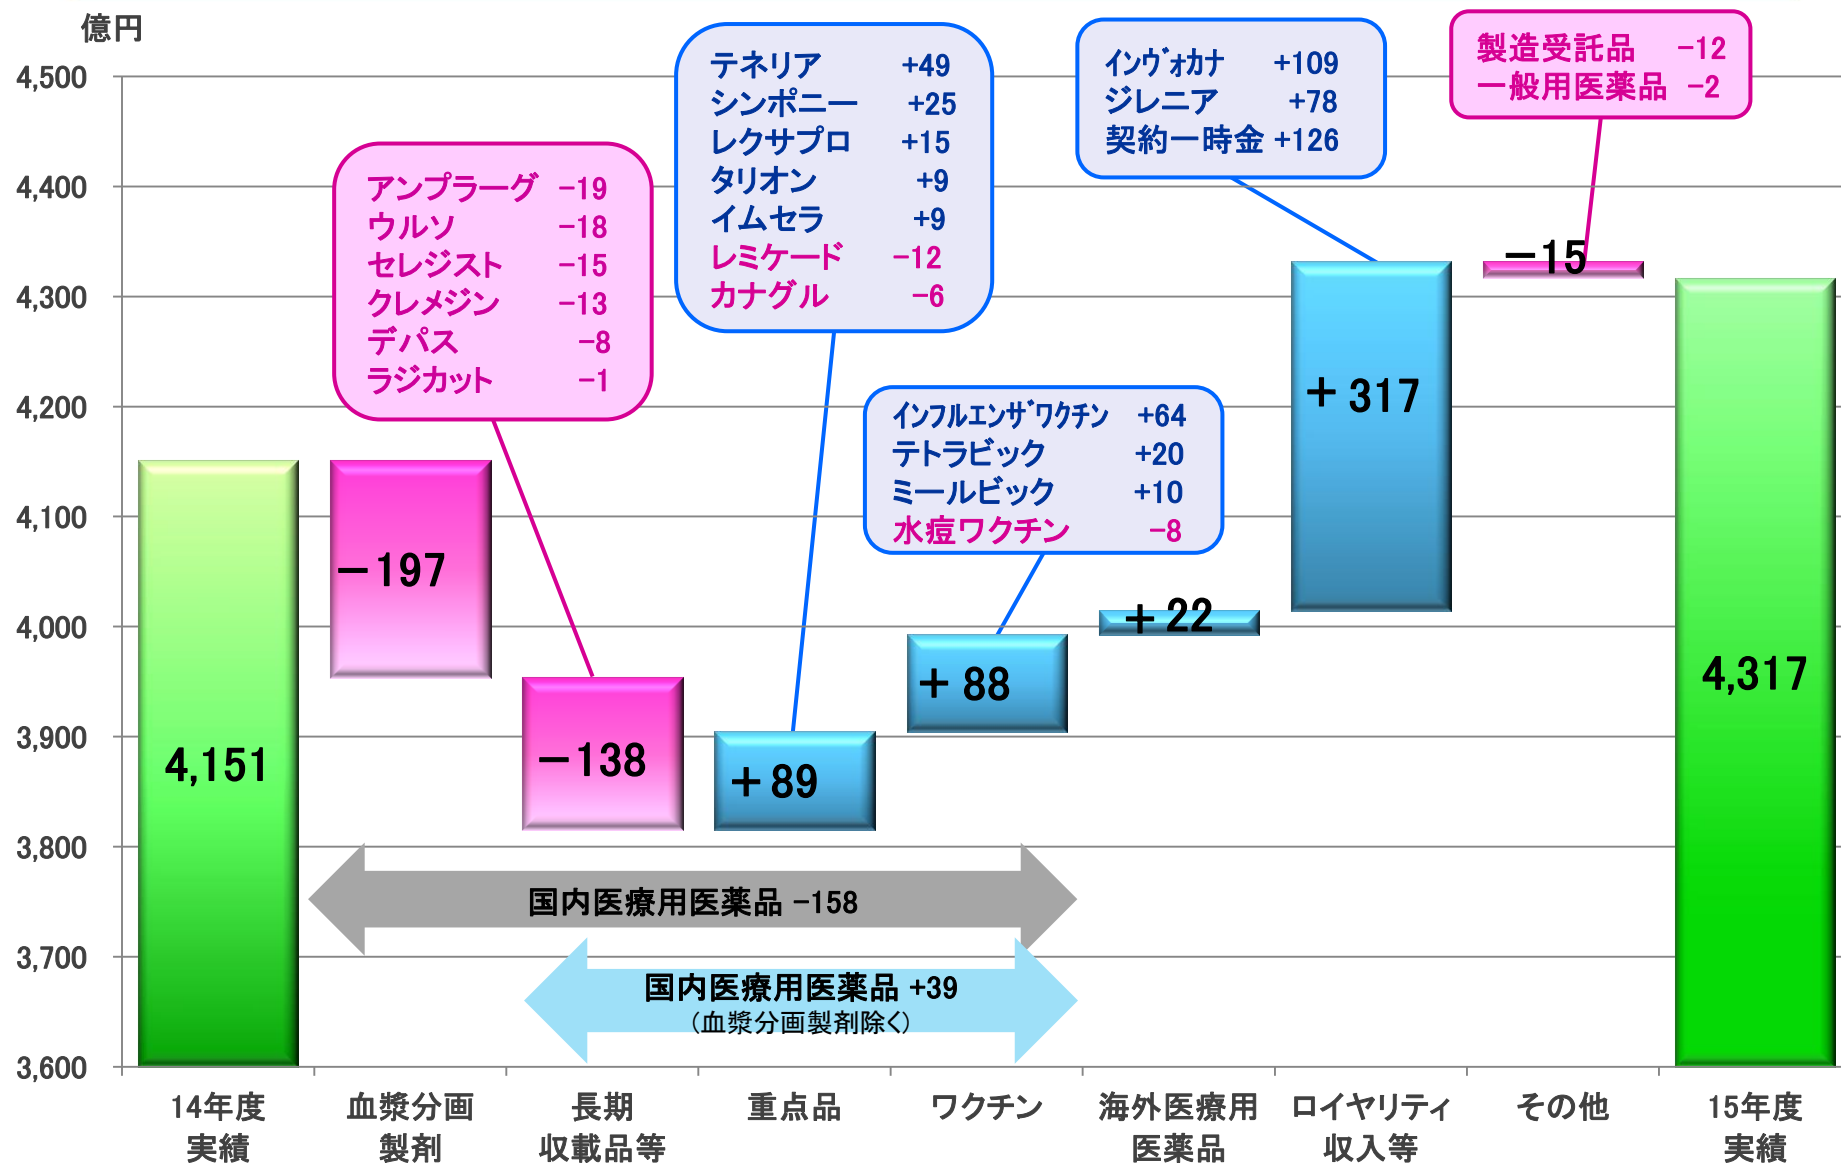 億円
4,500
4,400
4,300
4,200
4,100
4,000
3,900
3,800
3,700
3,600
アンプラーグ −19
ウルソ −18
セレジスト −15
クレメジン −13
デパス −8
ラジカット −1
テネリア +49
シンポニー +25
レクサプロ +15
タリオン +9
イムセラ +9
レミケード −12
カナグル −6
インフルエンザワクチン +64
テトラビック +20
ミールビック +10
水痘ワクチン −8
インヴォカナ +109
ジレニア +78
契約一時金 +126
製造受託品 −12
一般用医薬品 −2
4,151
−197
−138
+89
+88
+22
+317
−15
4,317
国内医療用医薬品 −158
国内医療用医薬品 +39
(血漿分画製剤除く)
14年度
実績
血漿分画
製剤
長期
収載品等
重点品
ワクチン
海外医療用
医薬品
ロイヤリティ
収入等
その他
15年度
実績